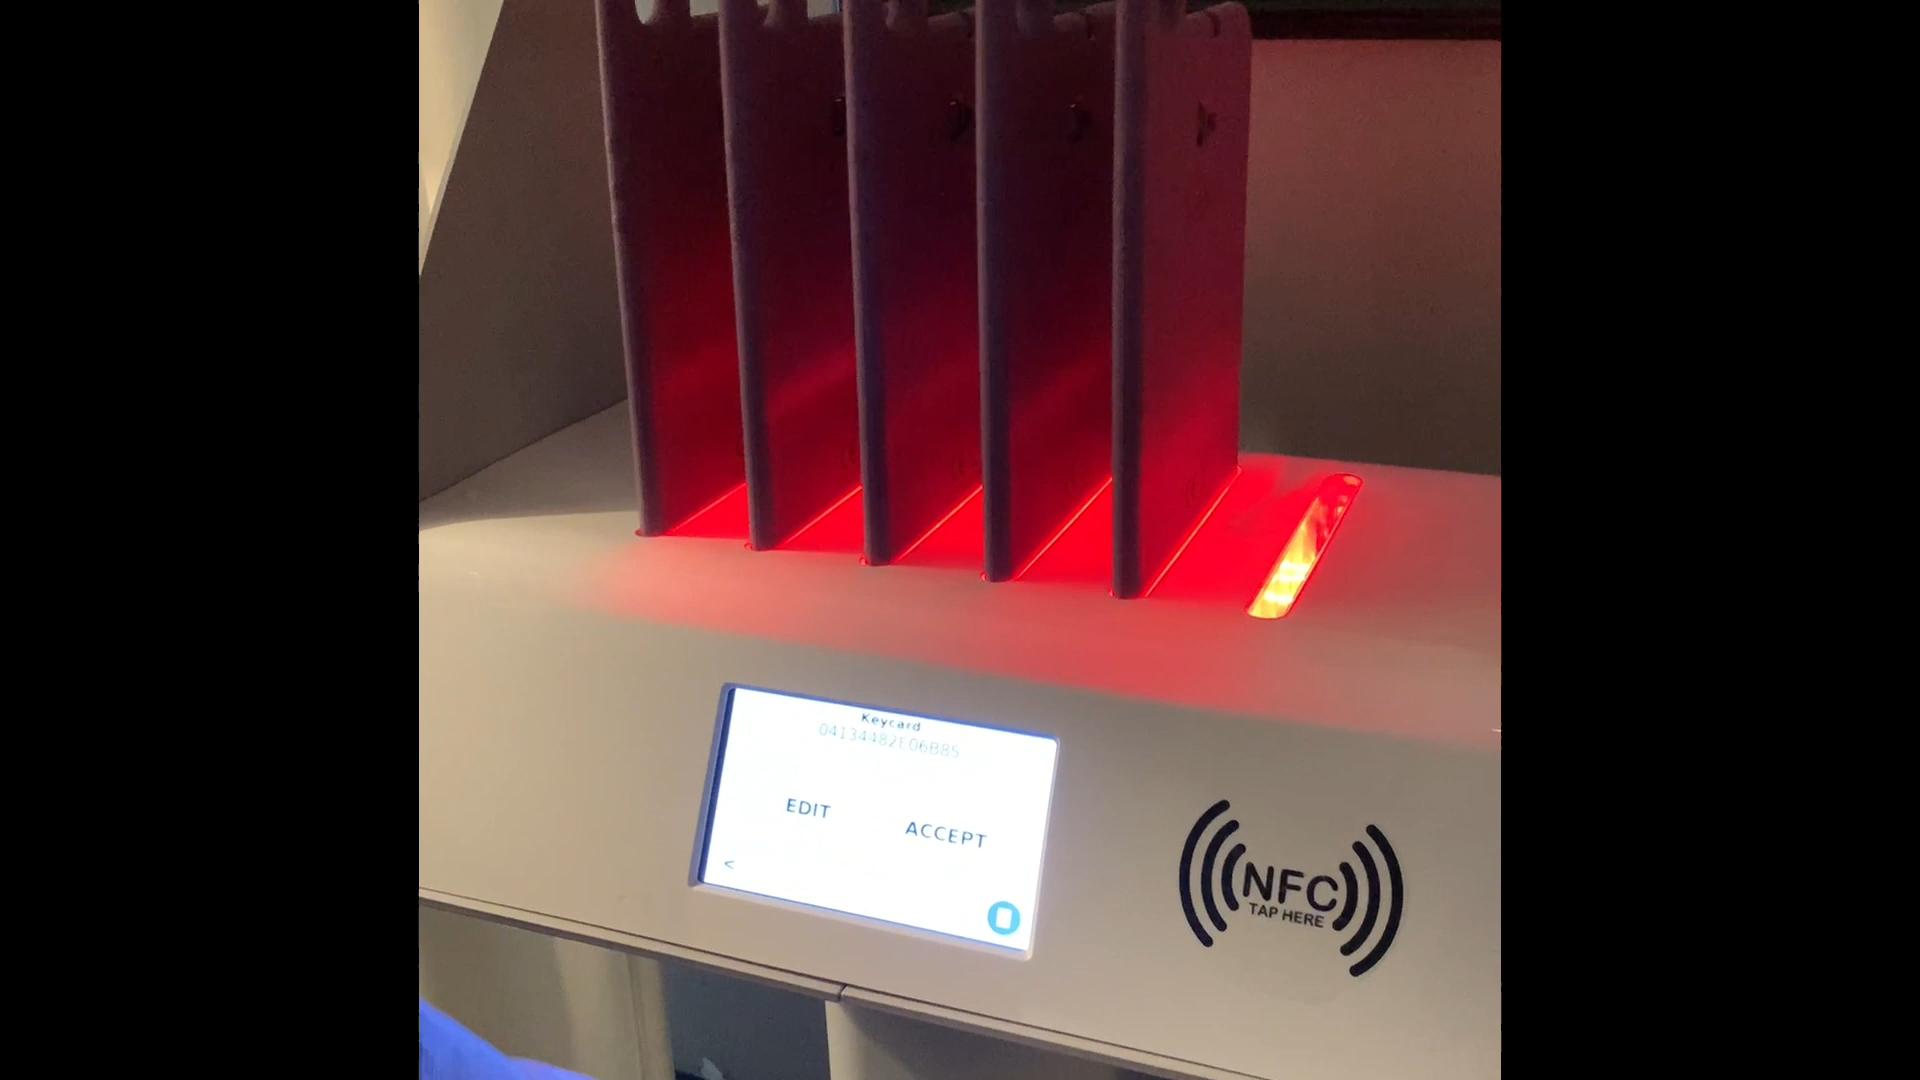 Keycard
04134482E06B85
EDIT
ACCEPT
<
NFC
TAP HERE